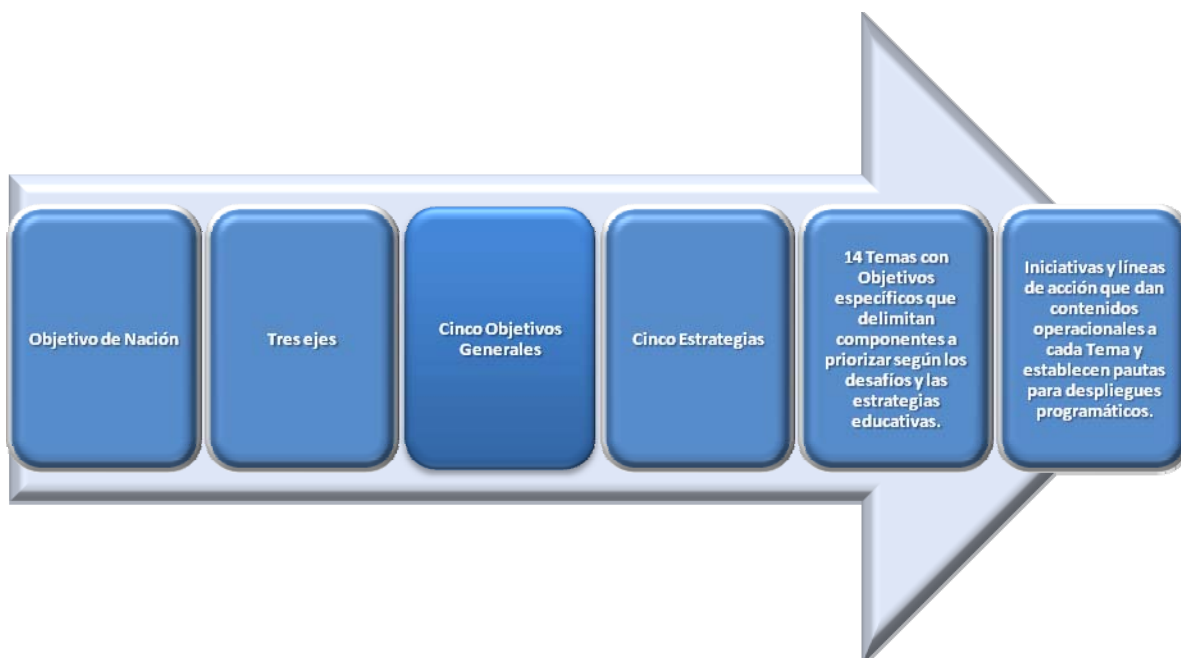 Objetivo de Nación
Tres ejes
Cinco Objetivos
Generales
Cinco Estrategias
14 Temas con
Objetivos
específicos que
delimitan
componentes a
priorizar según los
desafíos y las
estrategias
educativas.
Iniciativas y líneas
de acción que dan
contenidos
operacionales a
cada Tema y
establecen pautas
para despliegues
programáticos.